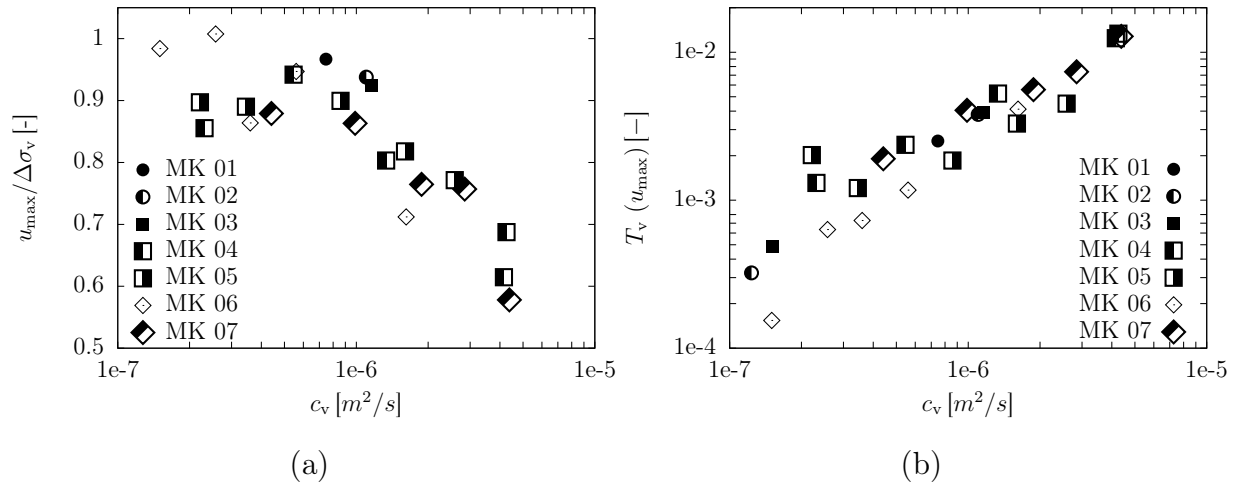 1
0.9
0.8
0.7
0.6
0.5
u_max/Δσ_v [-]
MK 01
MK 02
MK 03
MK 04
MK 05
MK 06
MK 07
1e-7 1e-6 1e-5
c_v [m²/s]
(a)
1e-2
1e-3
1e-4
T_v (u_max) [−]
MK 01
MK 02
MK 03
MK 04
MK 05
MK 06
MK 07
1e-7 1e-6 1e-5
c_v [m²/s]
(b)